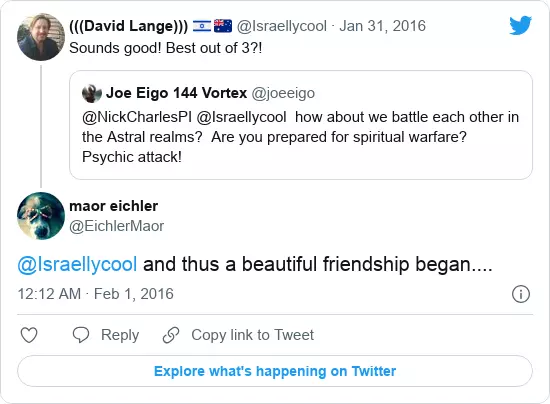 (((David Lange))) 🇮🇱 🇦🇺 @Israellycool · Jan 31, 2016
Sounds good! Best out of 3?!
Joe Eigo 144 Vortex @joeeigo
@NickCharlesPI @Israellycool how about we battle each other in
the Astral realms? Are you prepared for spiritual warfare?
Psychic attack!
maor eichler
@EichlerMaor
@Israellycool and thus a beautiful friendship began....
12:12 AM · Feb 1, 2016
Reply Copy link to Tweet
Explore what's happening on Twitter